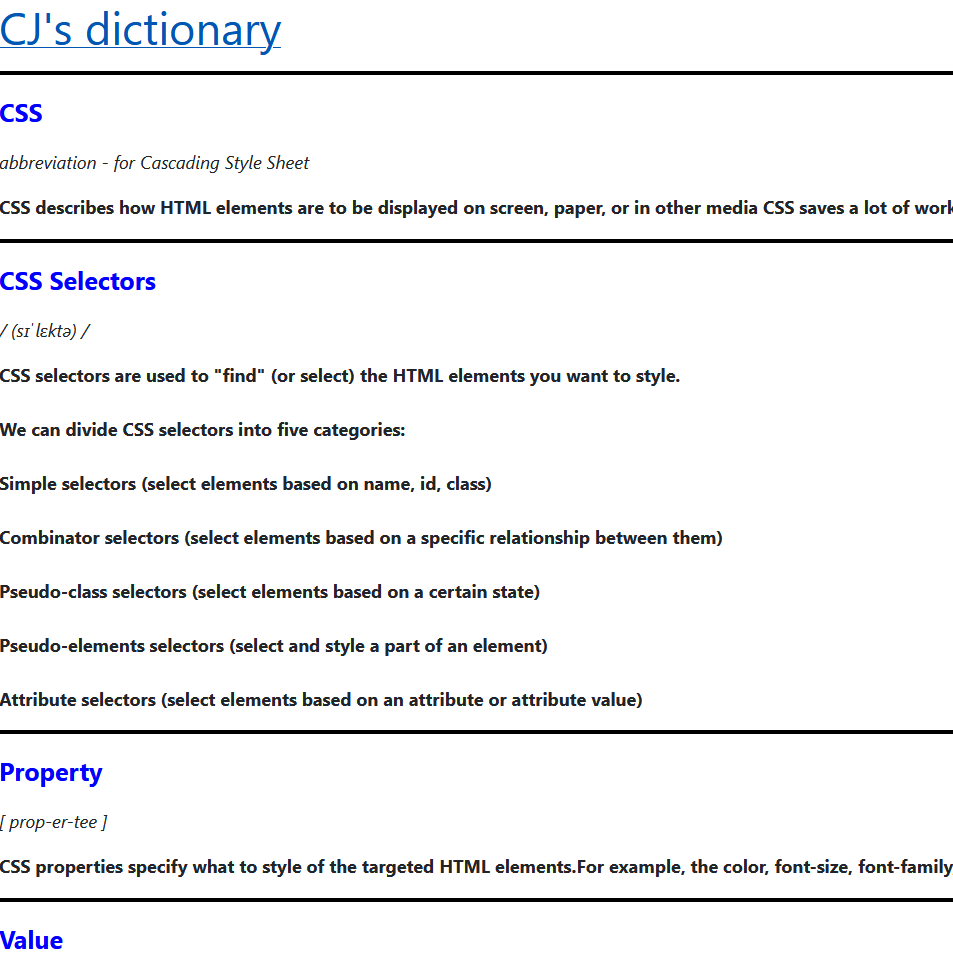 CJ's dictionary
CSS
abbreviation - for Cascading Style Sheet
CSS describes how HTML elements are to be displayed on screen, paper, or in other media CSS saves a lot of work
CSS Selectors
/ (sɪˈlɛktə) /
CSS selectors are used to "find" (or select) the HTML elements you want to style.
We can divide CSS selectors into five categories:
Simple selectors (select elements based on name, id, class)
Combinator selectors (select elements based on a specific relationship between them)
Pseudo-class selectors (select elements based on a certain state)
Pseudo-elements selectors (select and style a part of an element)
Attribute selectors (select elements based on an attribute or attribute value)
Property
[ prop-er-tee ]
CSS properties specify what to style of the targeted HTML elements.For example, the color, font-size, font-family
Value